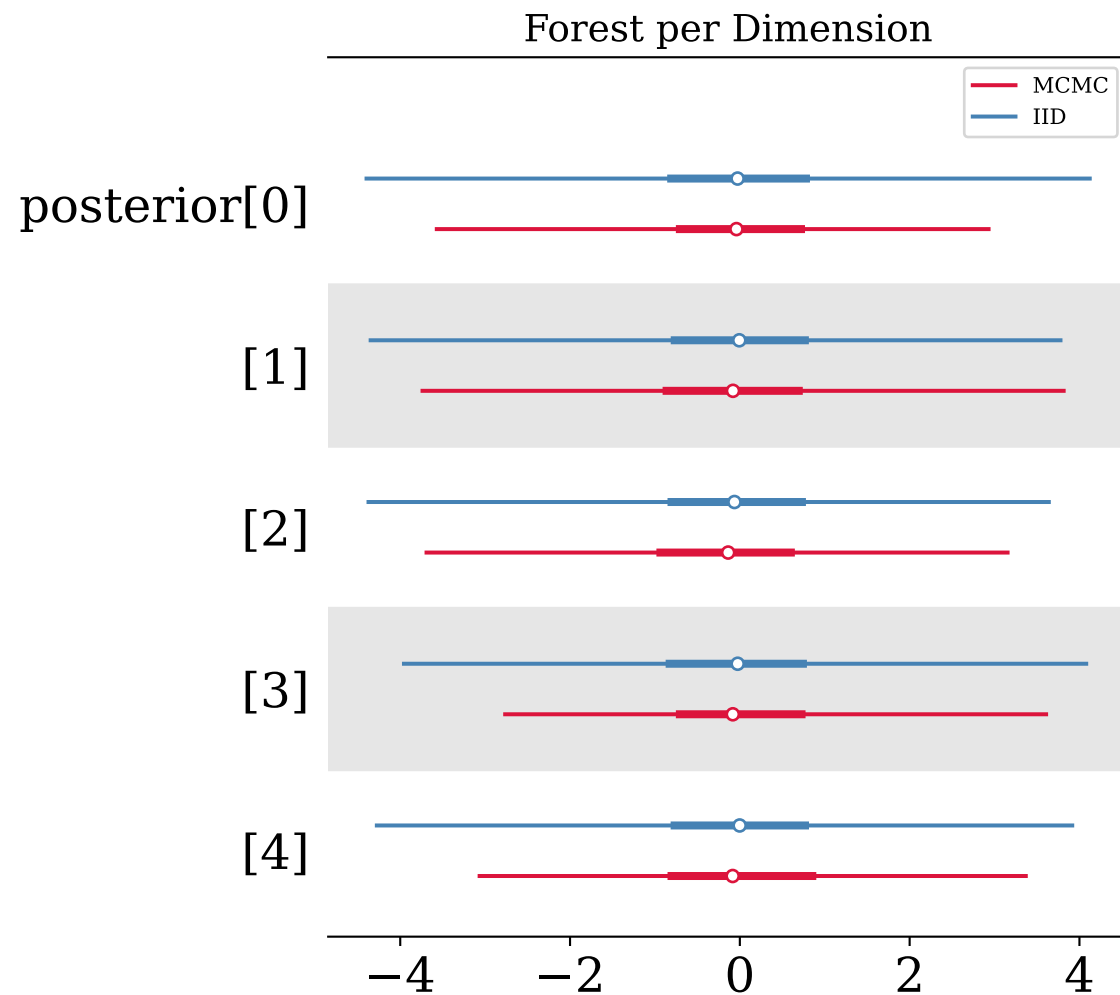 Forest per Dimension
MCMC
IID
posterior[0]
[1]
[2]
[3]
[4]
−4 −2 0 2 4